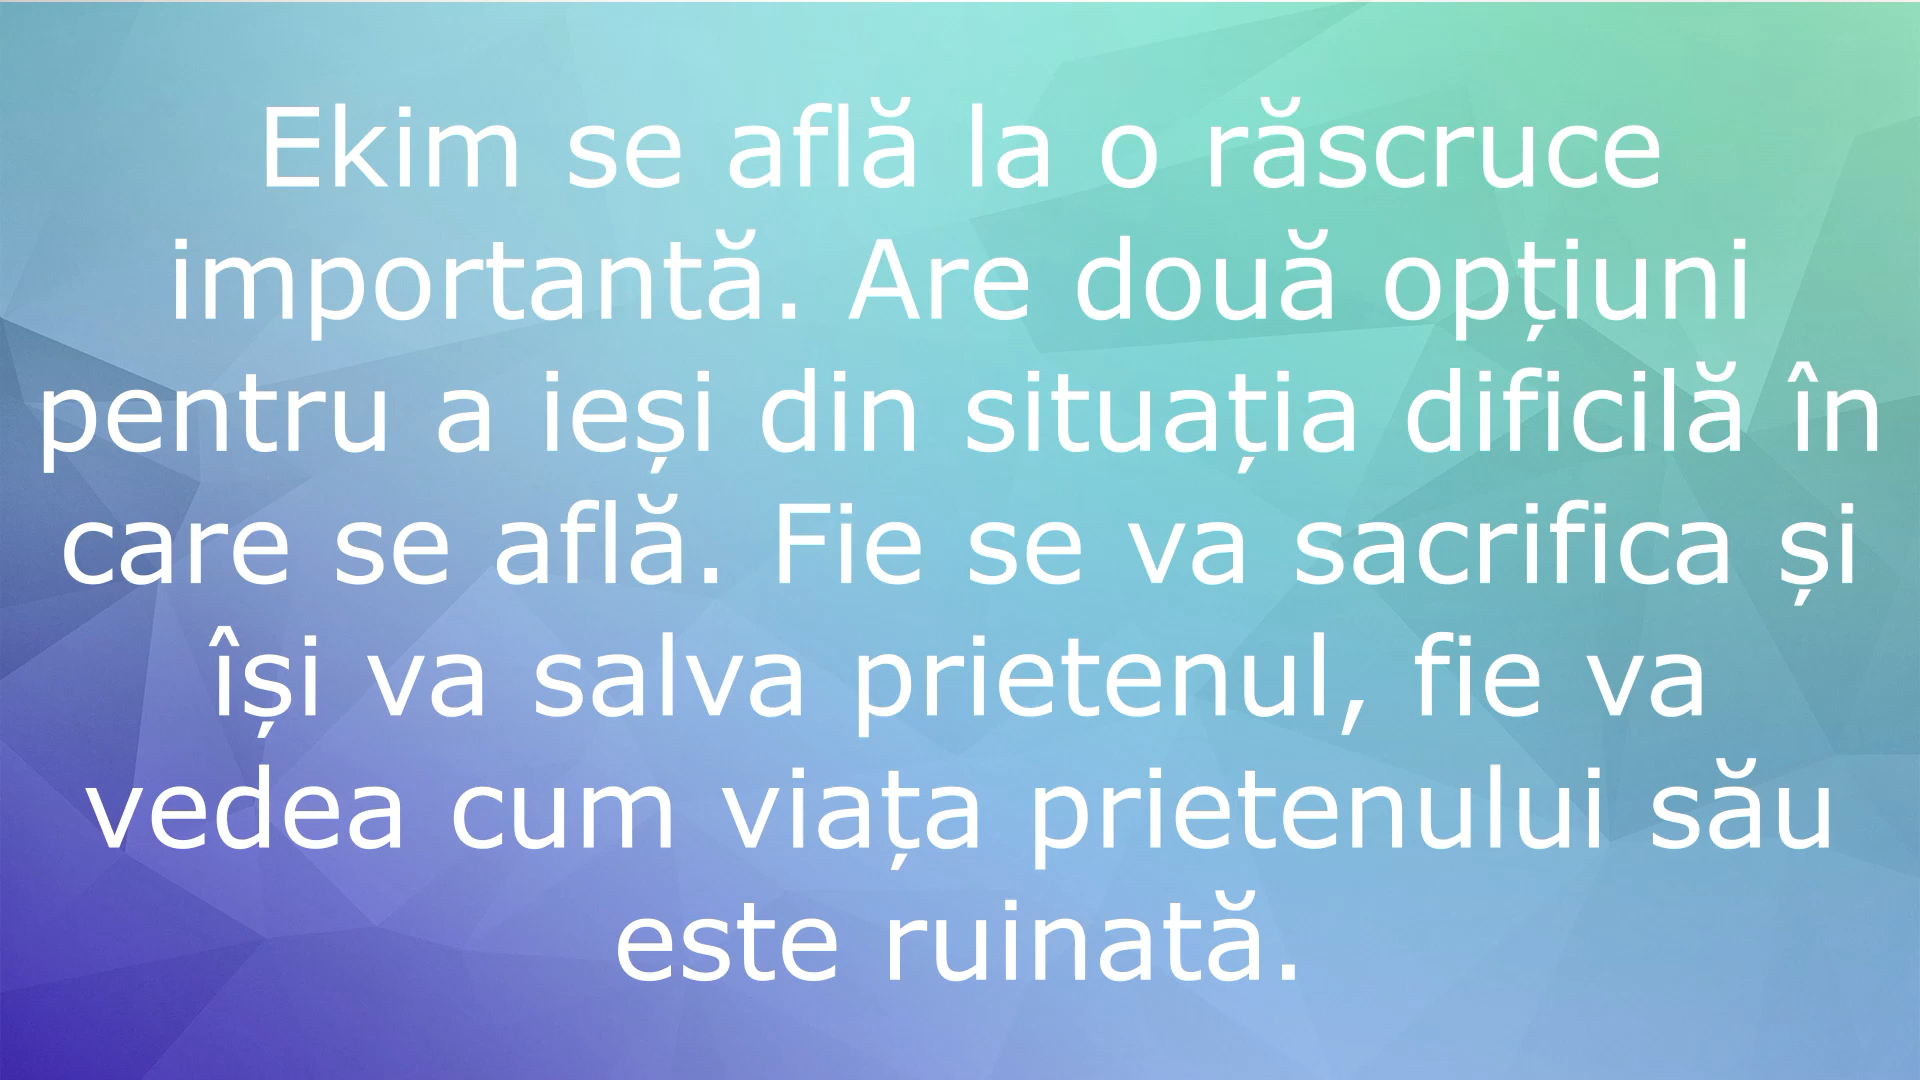 Ekim se află la o răscruce
importantă. Are două opțiuni
pentru a ieși din situația dificilă în
care se află. Fie se va sacrifica și
își va salva prietenul, fie va
vedea cum viața prietenului său
este ruinată.